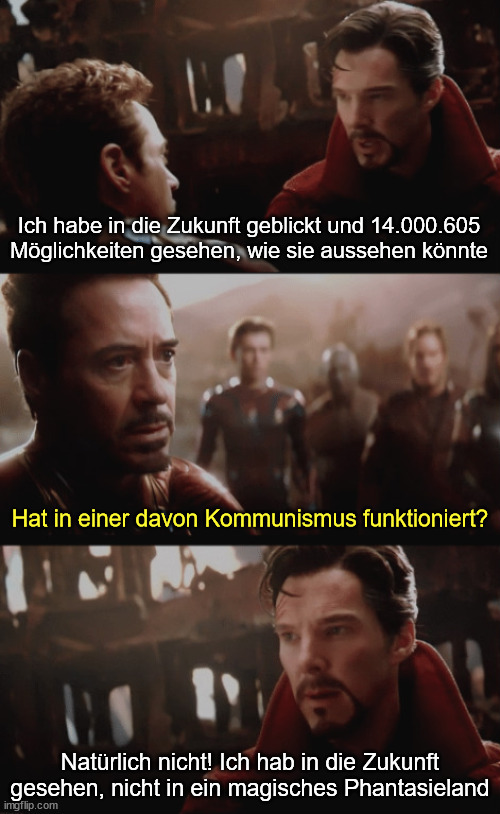 Ich habe in die Zukunft geblickt und 14.000.605
Möglichkeiten gesehen, wie sie aussehen könnte
Hat in einer davon Kommunismus funktioniert?
Natürlich nicht! Ich hab in die Zukunft
gesehen, nicht in ein magisches Phantasieland
imgflip.com